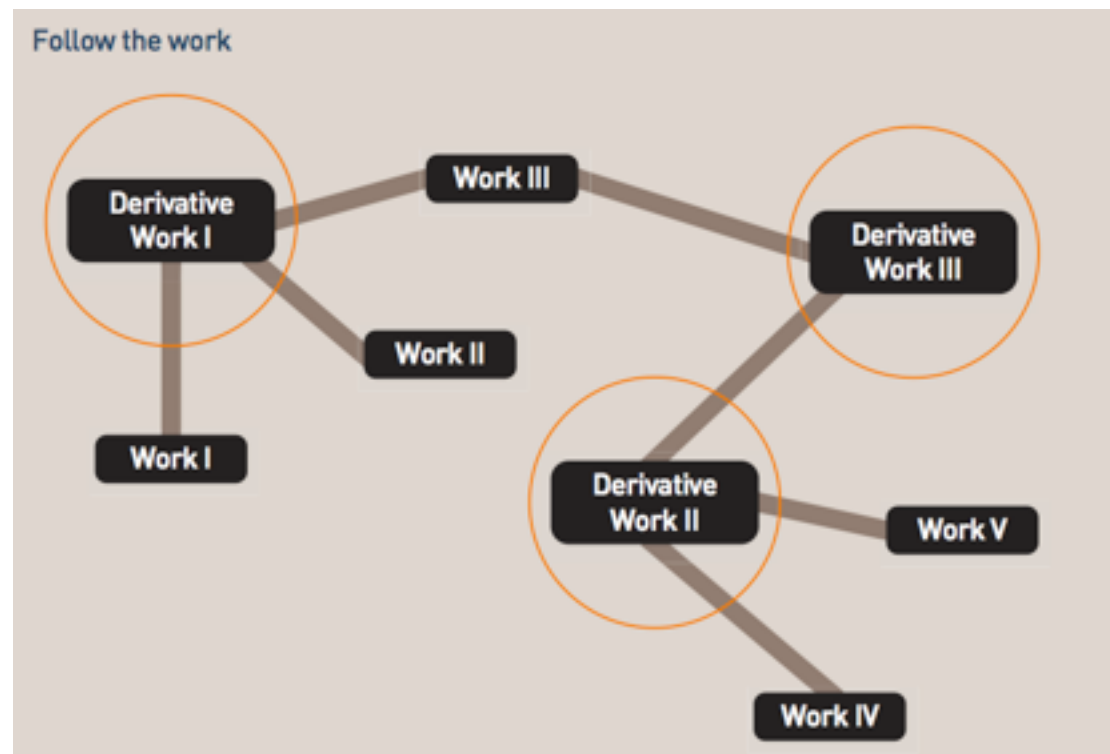 Follow the work
Work III
Derivative
Work I
Derivative
Work III
Work II
Work I
Derivative
Work II
Work V
Work IV